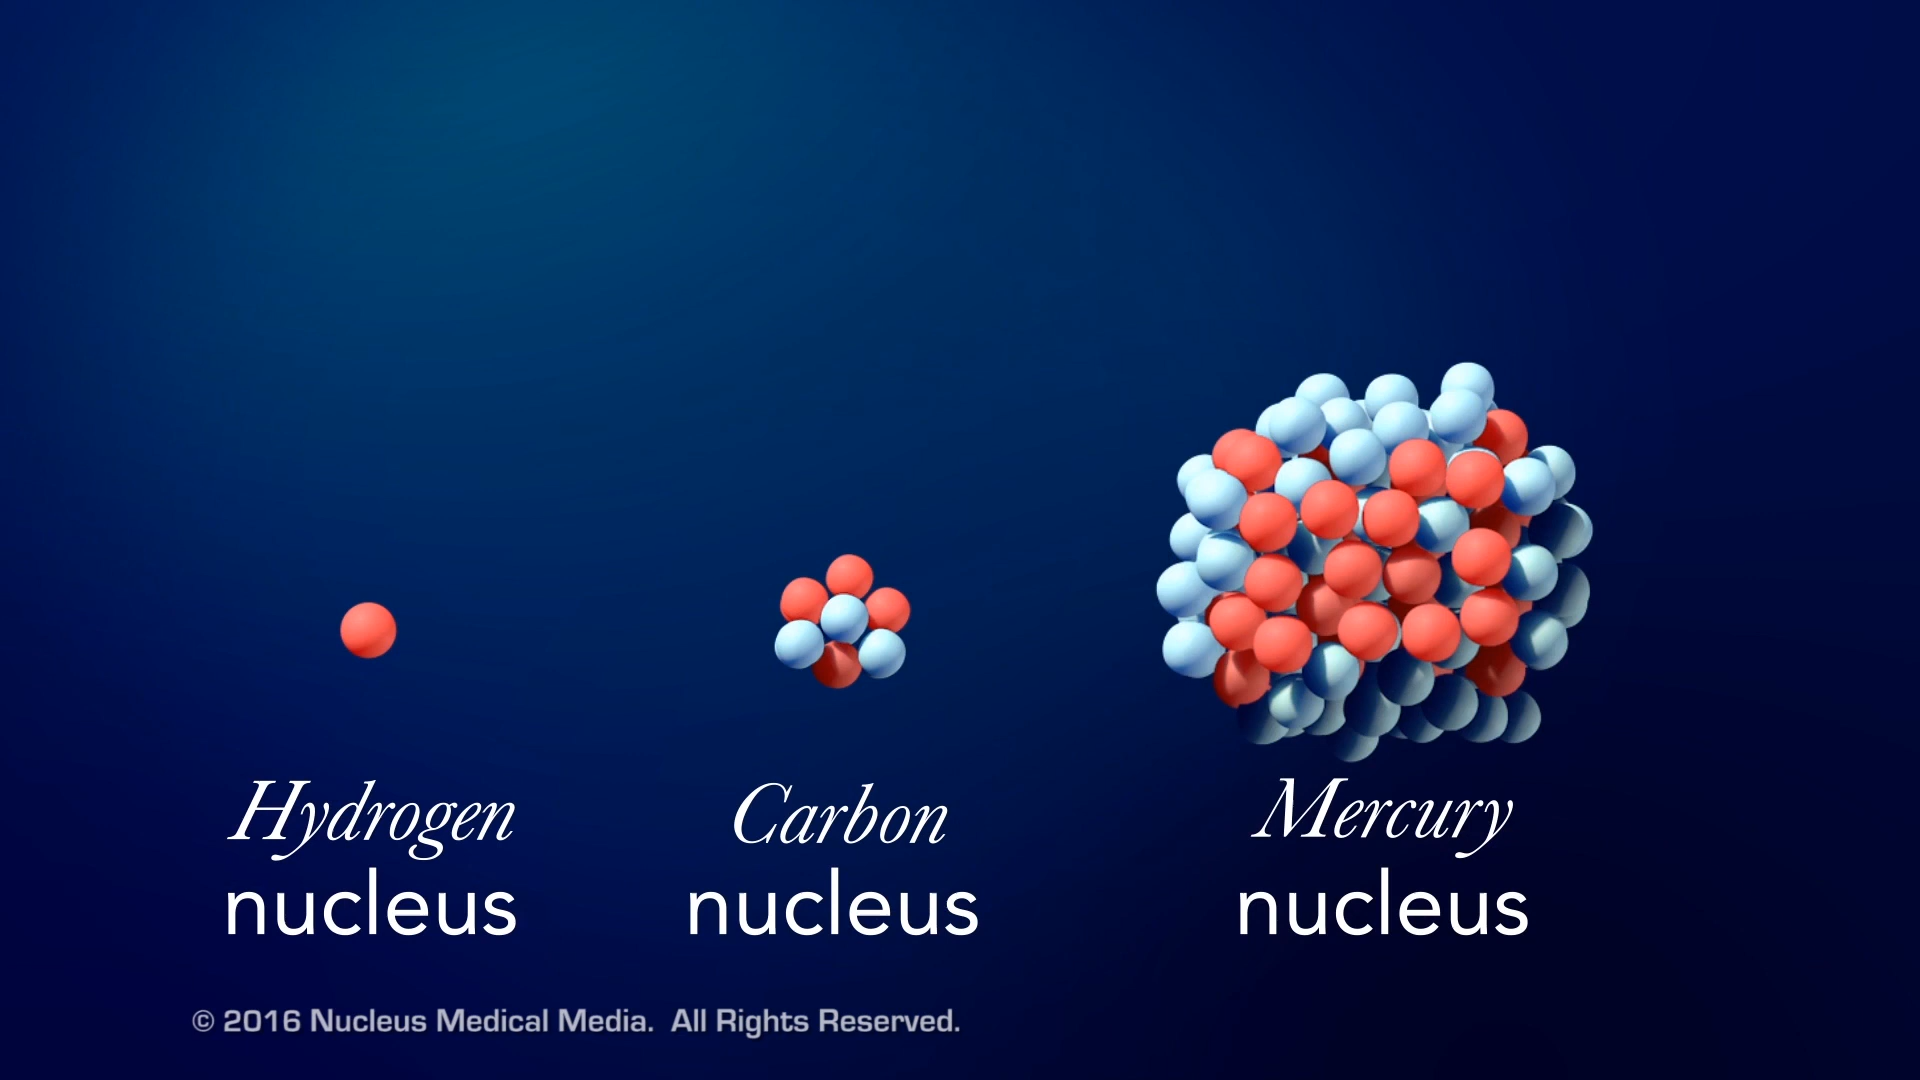 Hydrogen
nucleus
Carbon
nucleus
Mercury
nucleus
© 2016 Nucleus Medical Media. All Rights Reserved.